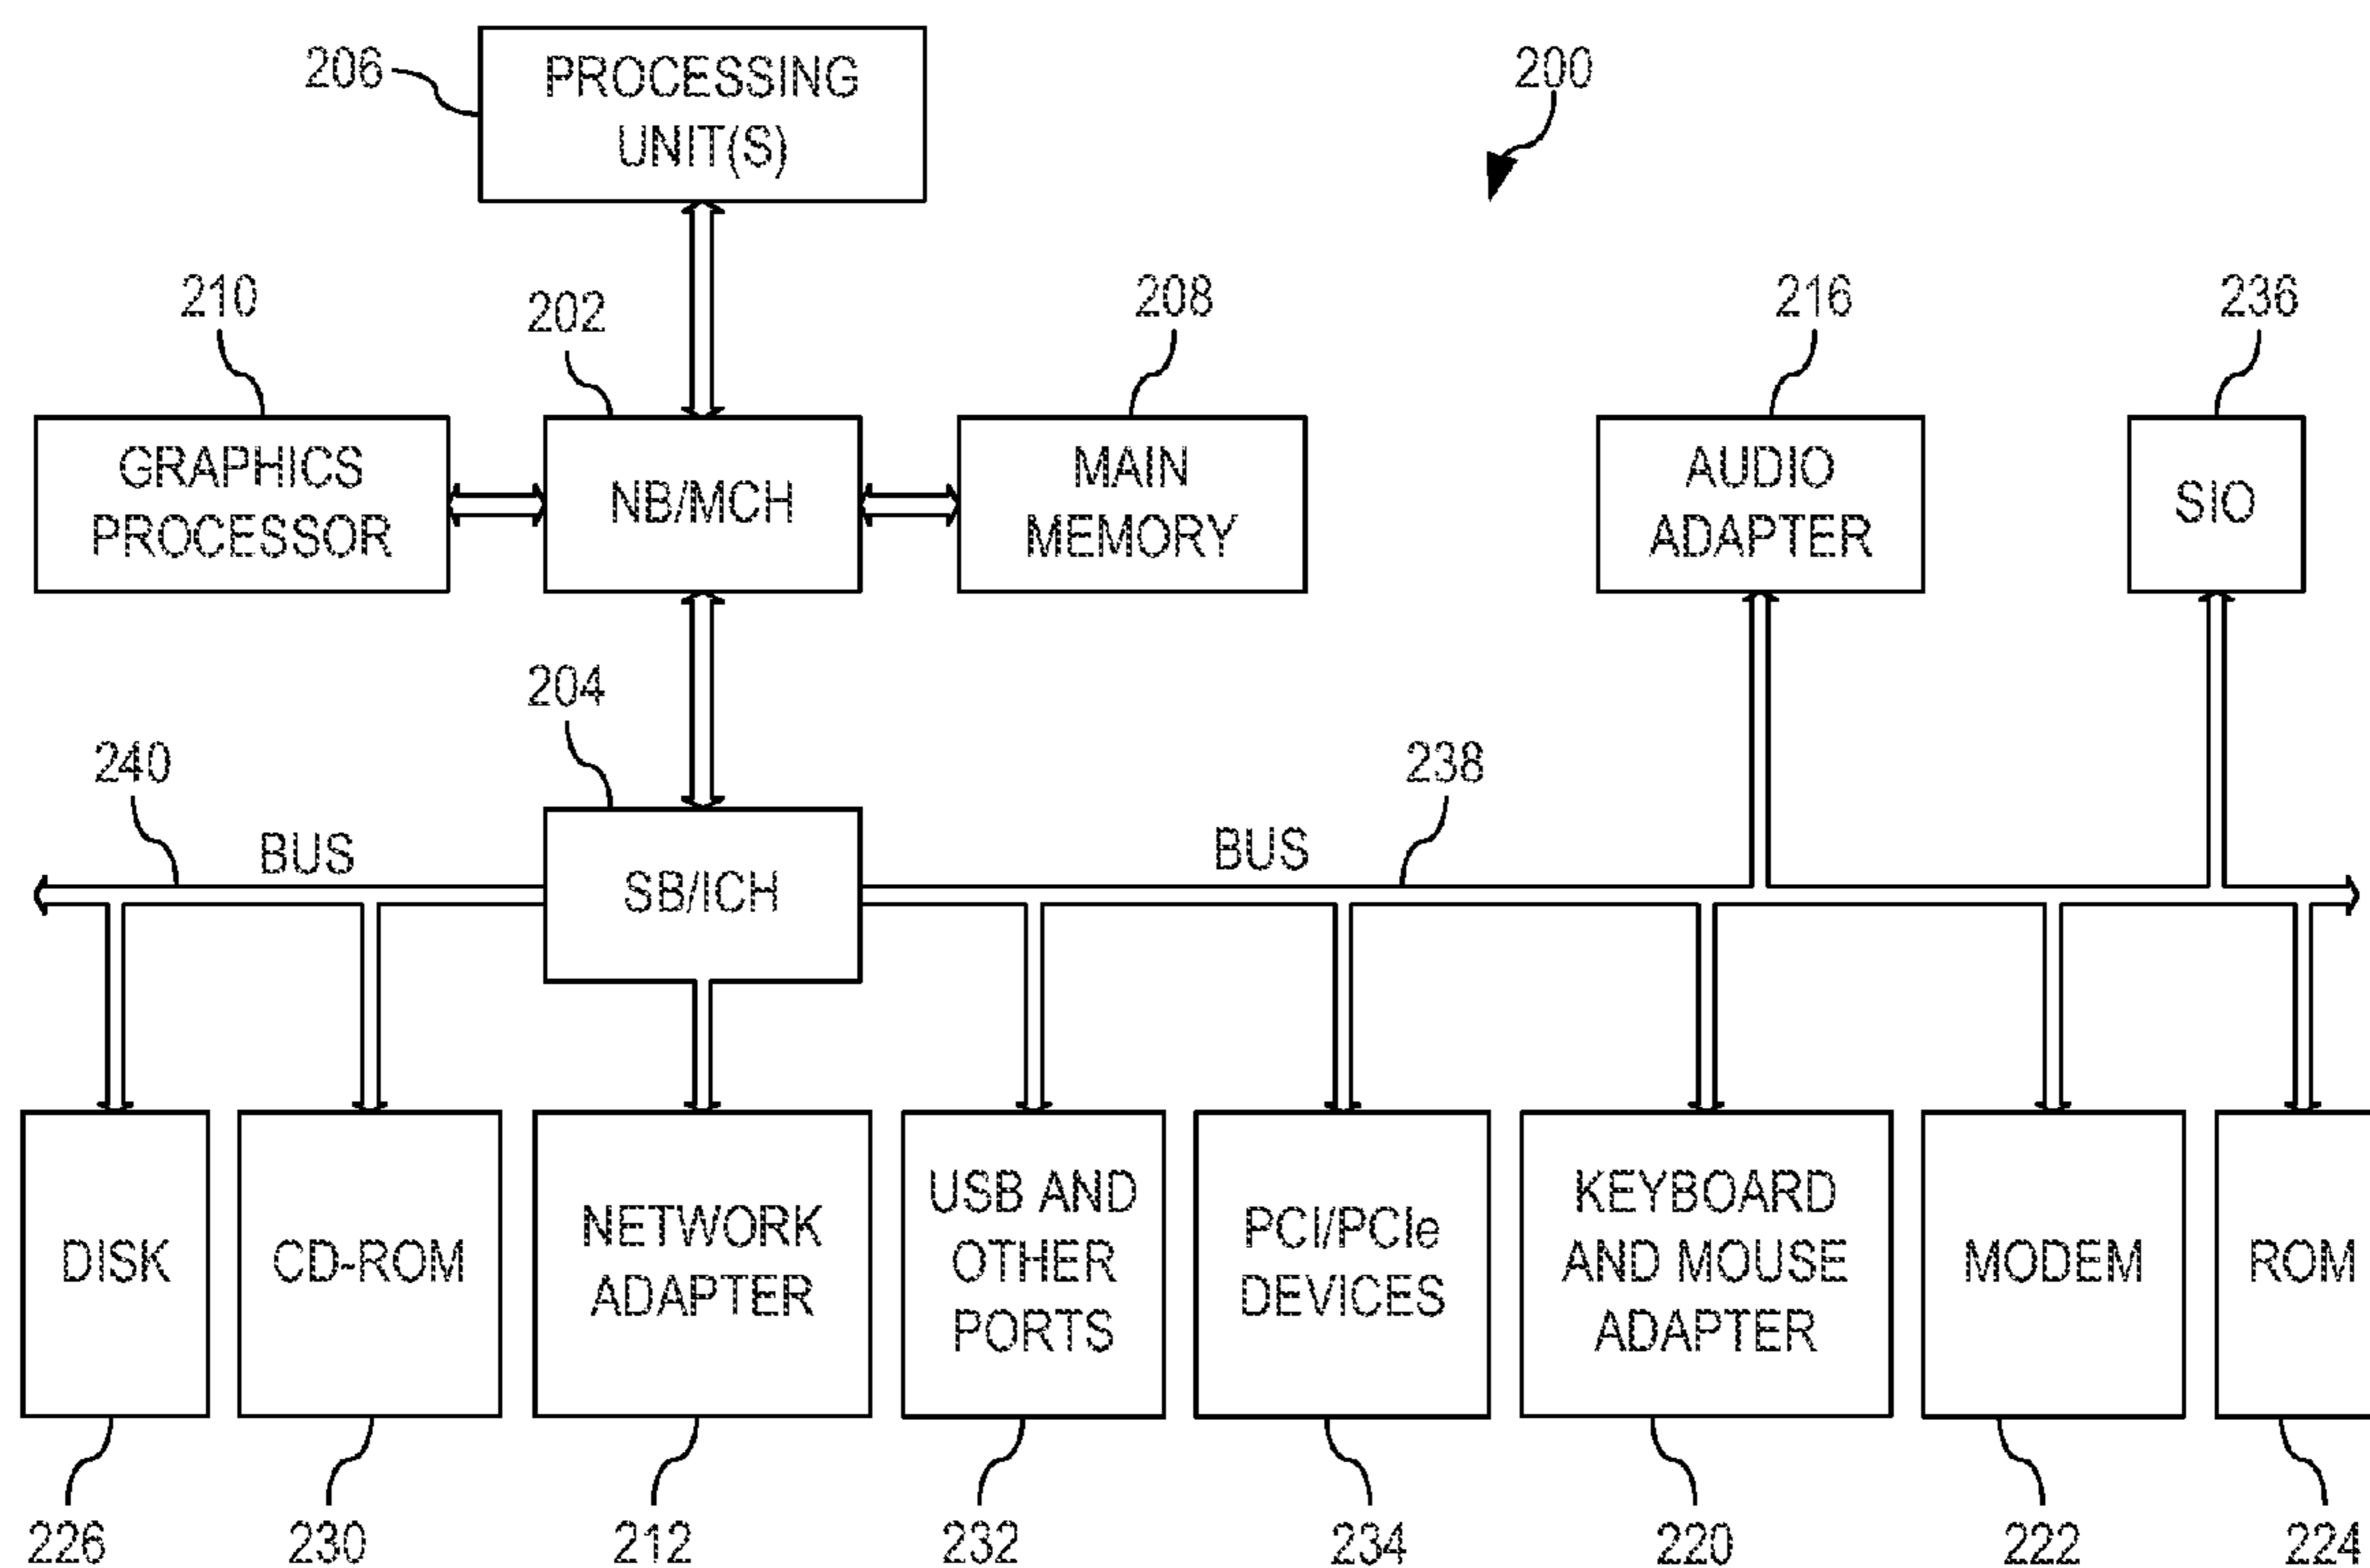 206
PROCESSING
UNIT(S)
200
210
202
208
216
236
GRAPHICS
PROCESSOR
NB/MCH
MAIN
MEMORY
AUDIO
ADAPTER
SIO
204
240
238
BUS
BUS
SB/ICH
DISK
CD-ROM
NETWORK
ADAPTER
USB AND
OTHER
PORTS
PCI/PCIe
DEVICES
KEYBOARD
AND MOUSE
ADAPTER
MODEM
ROM
226
230
212
232
234
220
222
224